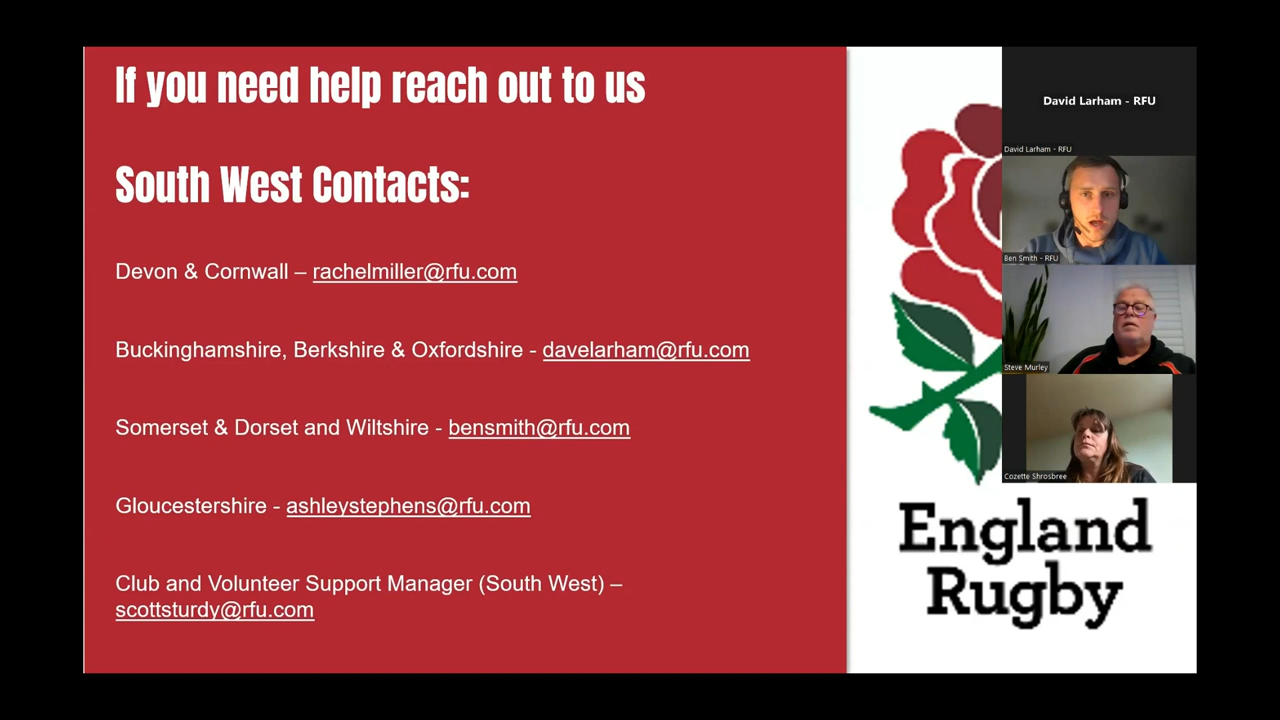 If you need help reach out to us
South West Contacts:
Devon & Cornwall – rachelmiller@rfu.com
Buckinghamshire, Berkshire & Oxfordshire - davelarham@rfu.com
Somerset & Dorset and Wiltshire - bensmith@rfu.com
Gloucestershire - ashleystephens@rfu.com
Club and Volunteer Support Manager (South West) –
scottsturdy@rfu.com
England
Rugby
David Larham - RFU
David Larham - RFU
Ben Smith - RFU
Steve Murley
Cozette Shrosbree